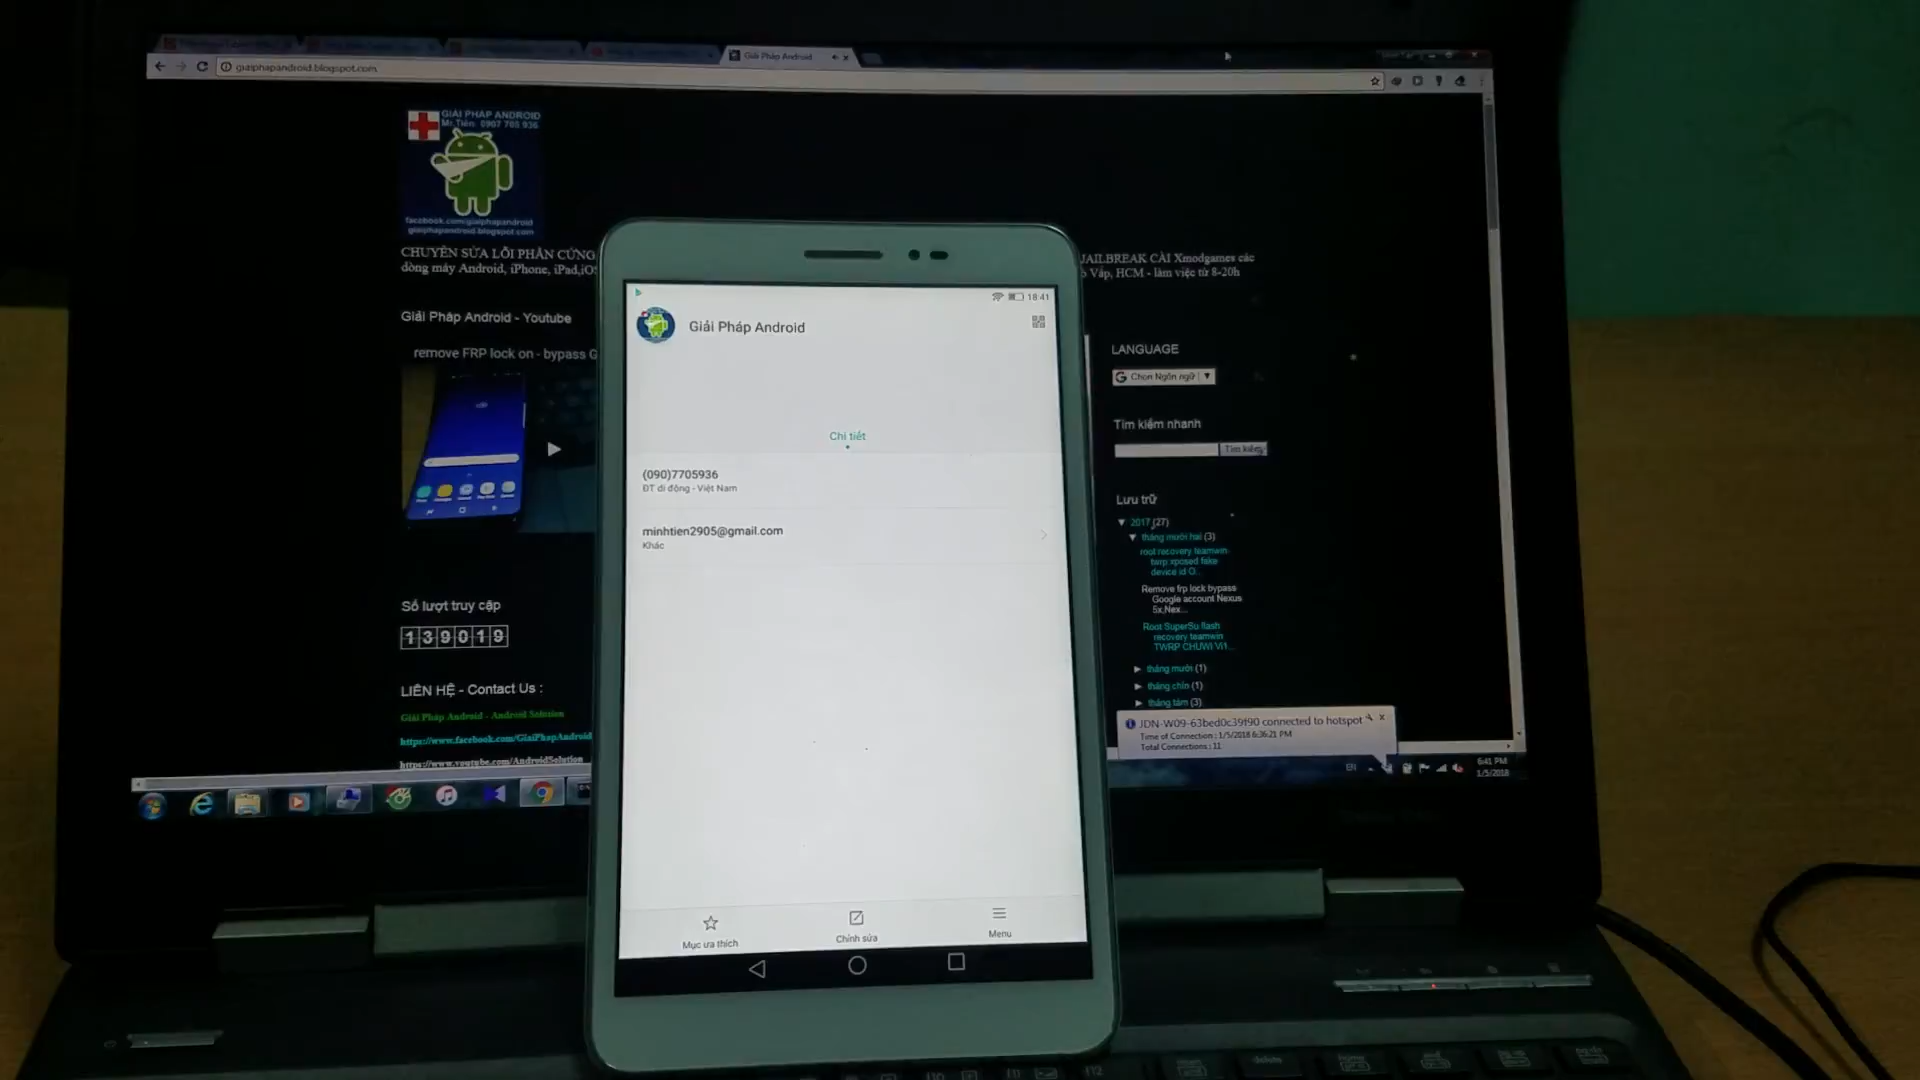 Giải Pháp Android
giaiphapandroid.blogspot.com
GIẢI PHÁP ANDROID
Mr.Tiên: 0907 705 936
facebook.com/giaiphapandroid
giaiphapandroid.blogspot.com
CHUYÊN SỬA LỖI PHẦN CỨNG
JAILBREAK CÀI Xmodgames các
dòng máy Android, iPhone, iPad,iOS
Vấp, HCM - làm việc từ 8-20h
Giải Pháp Android - Youtube
remove FRP lock on - bypass G
Số lượt truy cập
139019
LIÊN HỆ - Contact Us :
Giải Pháp Android - Android Solution
https://www.facebook.com/GiaiPhapAndroid
https://www.youtube.com/AndroidSolution
18:41
Giải Pháp Android
Chi tiết
(090)7705936
ĐT di động - Việt Nam
minhtien2905@gmail.com
Khác
Mục ưa thích
Chỉnh sửa
Menu
LANGUAGE
Chọn Ngôn ngữ
Tìm kiếm nhanh
Tìm kiếm
Lưu trữ
2017 (27)
tháng mười hai (3)
root recovery teamwin
twrp xposed fake
device id O...
Remove frp lock bypass
Google account Nexus
5x,Nex...
Root SuperSu flash
recovery teamwin
TWRP CHUWI Vi1...
tháng mười (1)
tháng chín (1)
tháng tám (3)
JDN-W09-63bed0c39f90 connected to hotspot
Time of Connection : 1/5/2018 6:36:21 PM
Total Connections : 11
EN
6:41 PM
1/5/2018
delete
home
f10
f11
f12